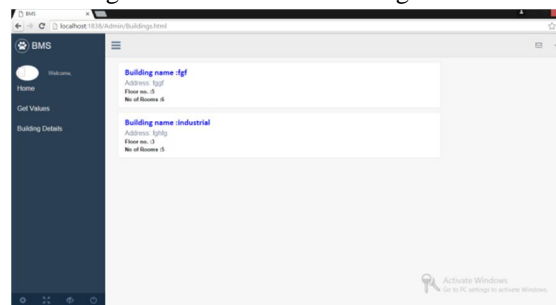 BMS
localhost:1838/Admin/Buildings.html
BMS
Welcome,
Home
Get Values
Building Details
Building name :fgf
Address: fggf
Floor no. :5
No of Rooms :6
Building name :industrial
Address: fghfg
Floor no. :3
No of Rooms :5
Activate Windows
Go to PC settings to activate Windows.